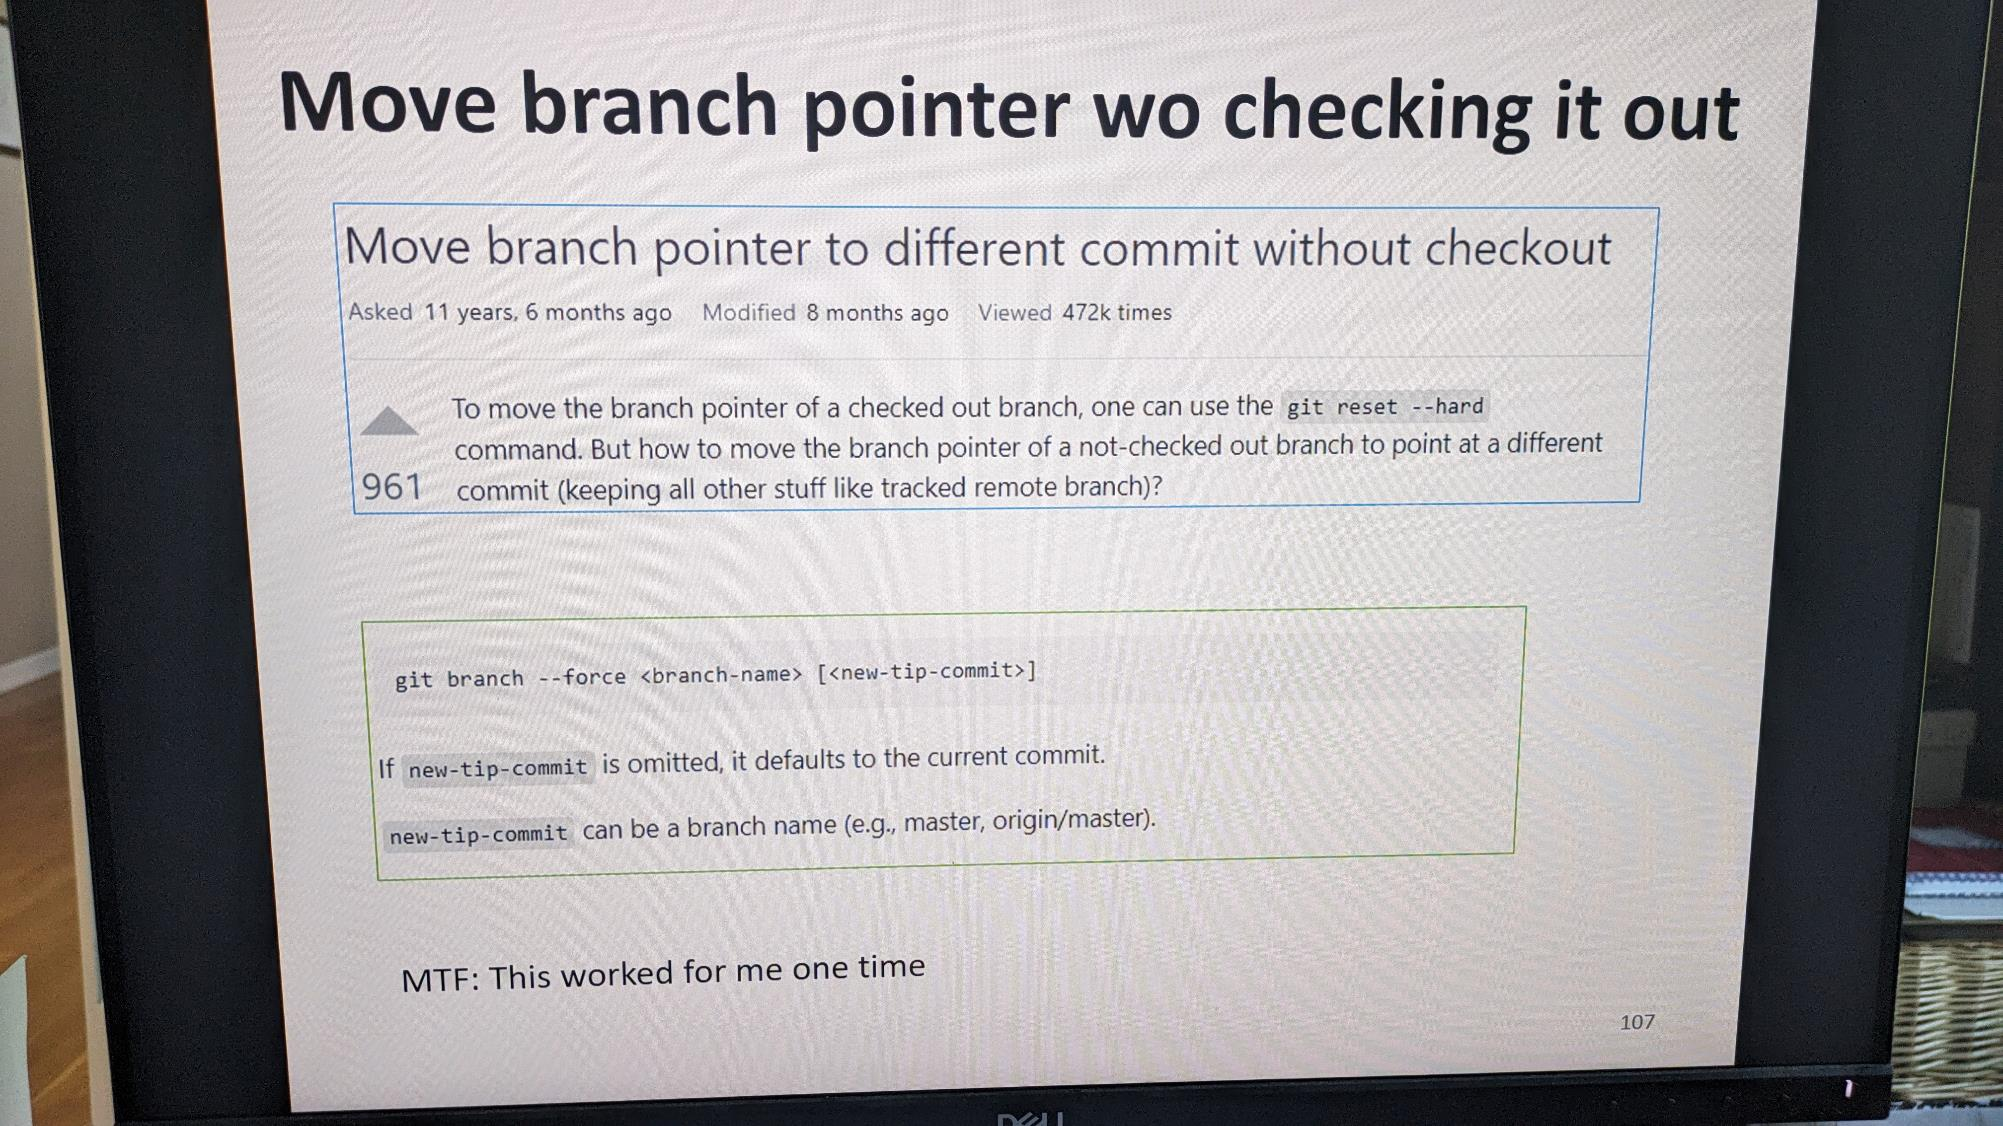 Move branch pointer wo checking it out
Move branch pointer to different commit without checkout
Asked 11 years, 6 months ago Modified 8 months ago Viewed 472k times
To move the branch pointer of a checked out branch, one can use the git reset --hard
command. But how to move the branch pointer of a not-checked out branch to point at a different
961 commit (keeping all other stuff like tracked remote branch)?
git branch --force <branch-name> [<new-tip-commit>]
If new-tip-commit is omitted, it defaults to the current commit.
new-tip-commit can be a branch name (e.g., master, origin/master).
MTF: This worked for me one time
107
DELL